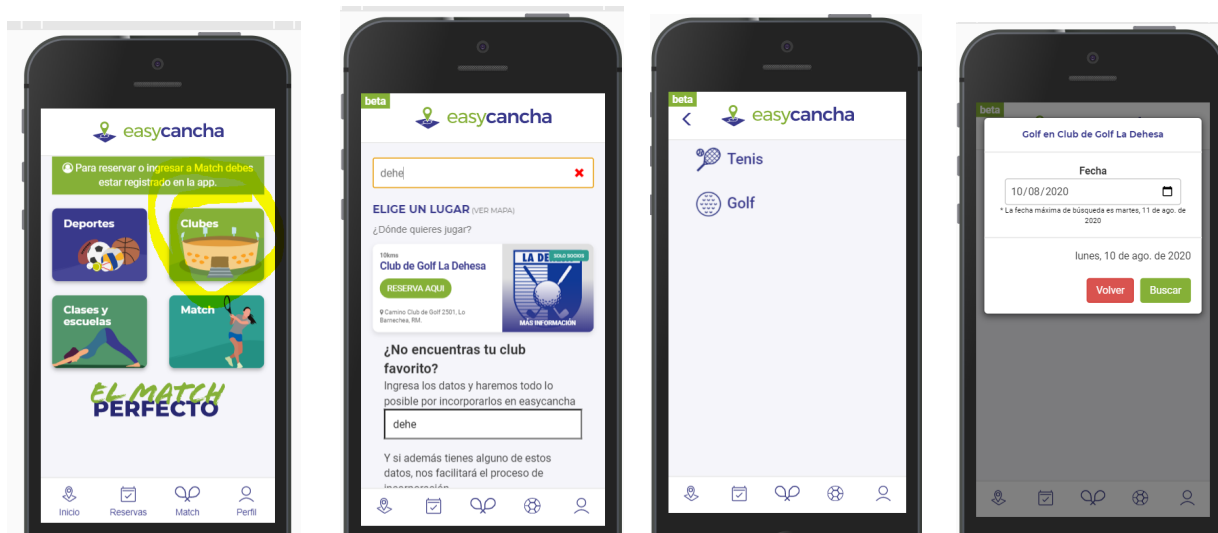 easycancha
Para reservar o ingresar a Match debes
estar registrado en la app.
Deportes
Clubes
Clases y
escuelas
Match
EL MATCH
PERFECTO
Inicio
Reservas
Match
Perfil
beta
easycancha
dehe
ELIGE UN LUGAR (VER MAPA)
¿Dónde quieres jugar?
10kms
Club de Golf La Dehesa
RESERVA AQUI
Camino Club de Golf 2501, Lo
Barnechea, RM.
LA DE
SOLO SOCIOS
MÁS INFORMACIÓN
¿No encuentras tu club
favorito?
Ingresa los datos y haremos todo lo
posible por incorporarlos en easycancha
dehe
Y si además tienes alguno de estos
datos, nos facilitará el proceso de
incorporación
beta
easycancha
Tenis
Golf
beta
Golf en Club de Golf La Dehesa
Fecha
10/08/2020
* La fecha máxima de búsqueda es martes, 11 de ago. de
2020
lunes, 10 de ago. de 2020
Volver
Buscar